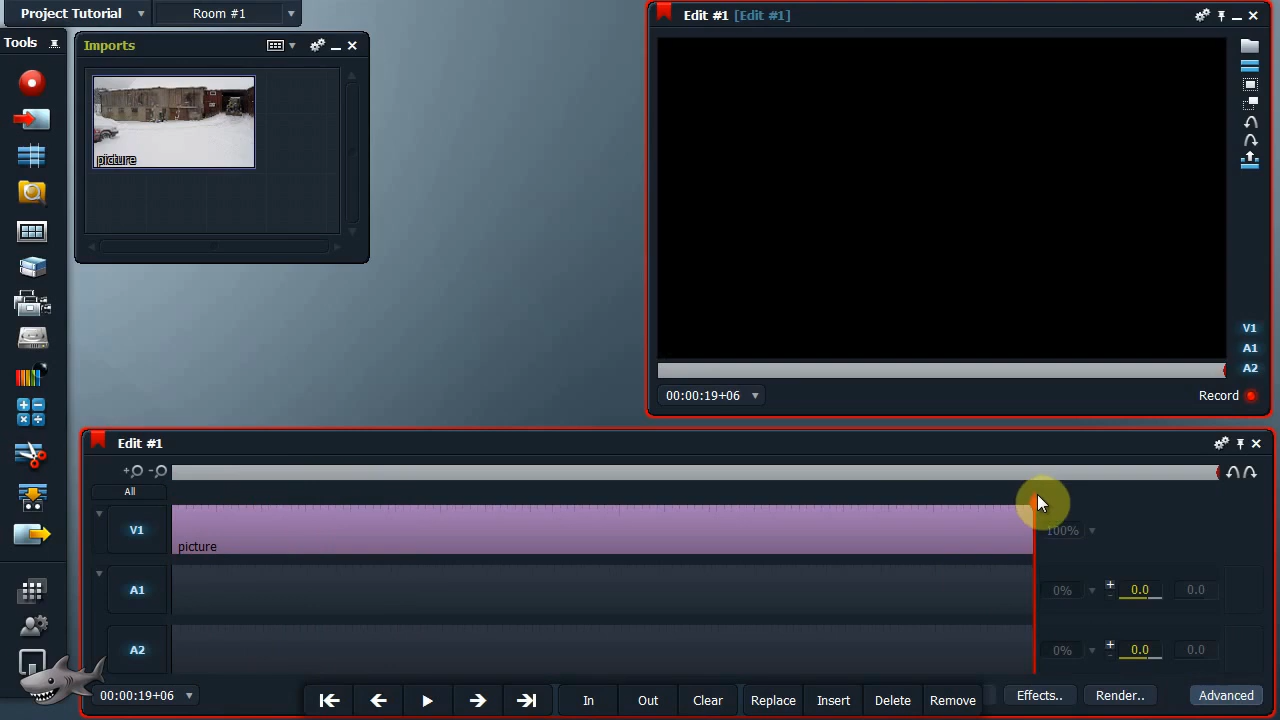 Project Tutorial
Room #1
Tools
Imports
picture
Edit #1 [Edit #1]
V1
A1
A2
00:00:19+06
Record
Edit #1
All
V1
picture
100%
A1
0%
+
-
0.0
0.0
A2
0%
+
-
0.0
0.0
00:00:19+06
In
Out
Clear
Replace
Insert
Delete
Remove
Effects..
Render..
Advanced